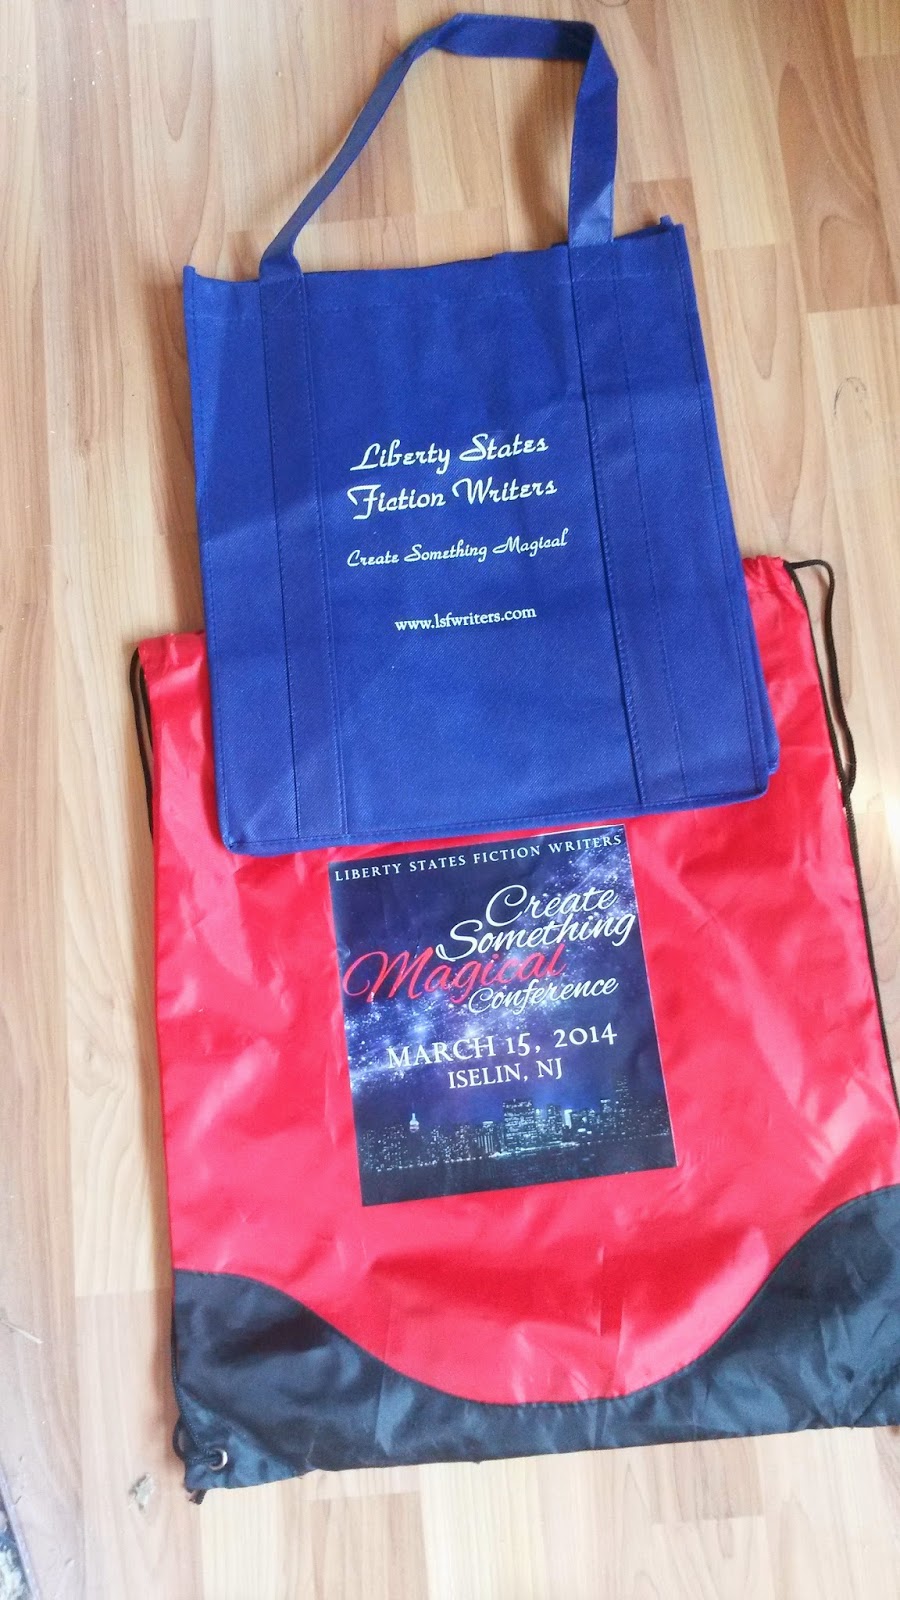 Liberty States
Fiction Writers
Create Something Magical
www.lsfwriters.com
LIBERTY STATES FICTION WRITERS
Create
Something
Magical
Conference
MARCH 15, 2014
ISELIN, NJ